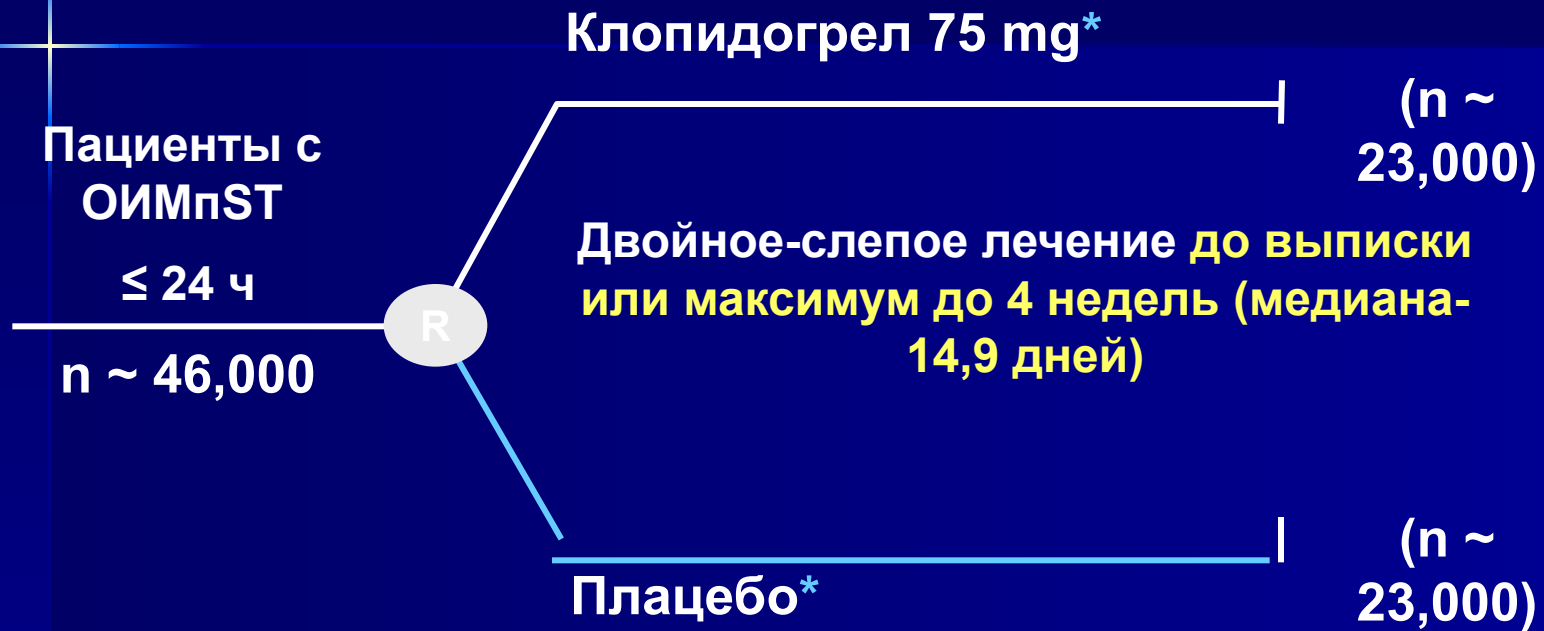 Клопидогрел 75 mg*
(n ~
23,000)
Пациенты с
ОИМпST
≤ 24 ч
n ~ 46,000
R
Двойное-слепое лечение до выписки
или максимум до 4 недель (медиана-
14,9 дней)
Плацебо*
(n ~
23,000)